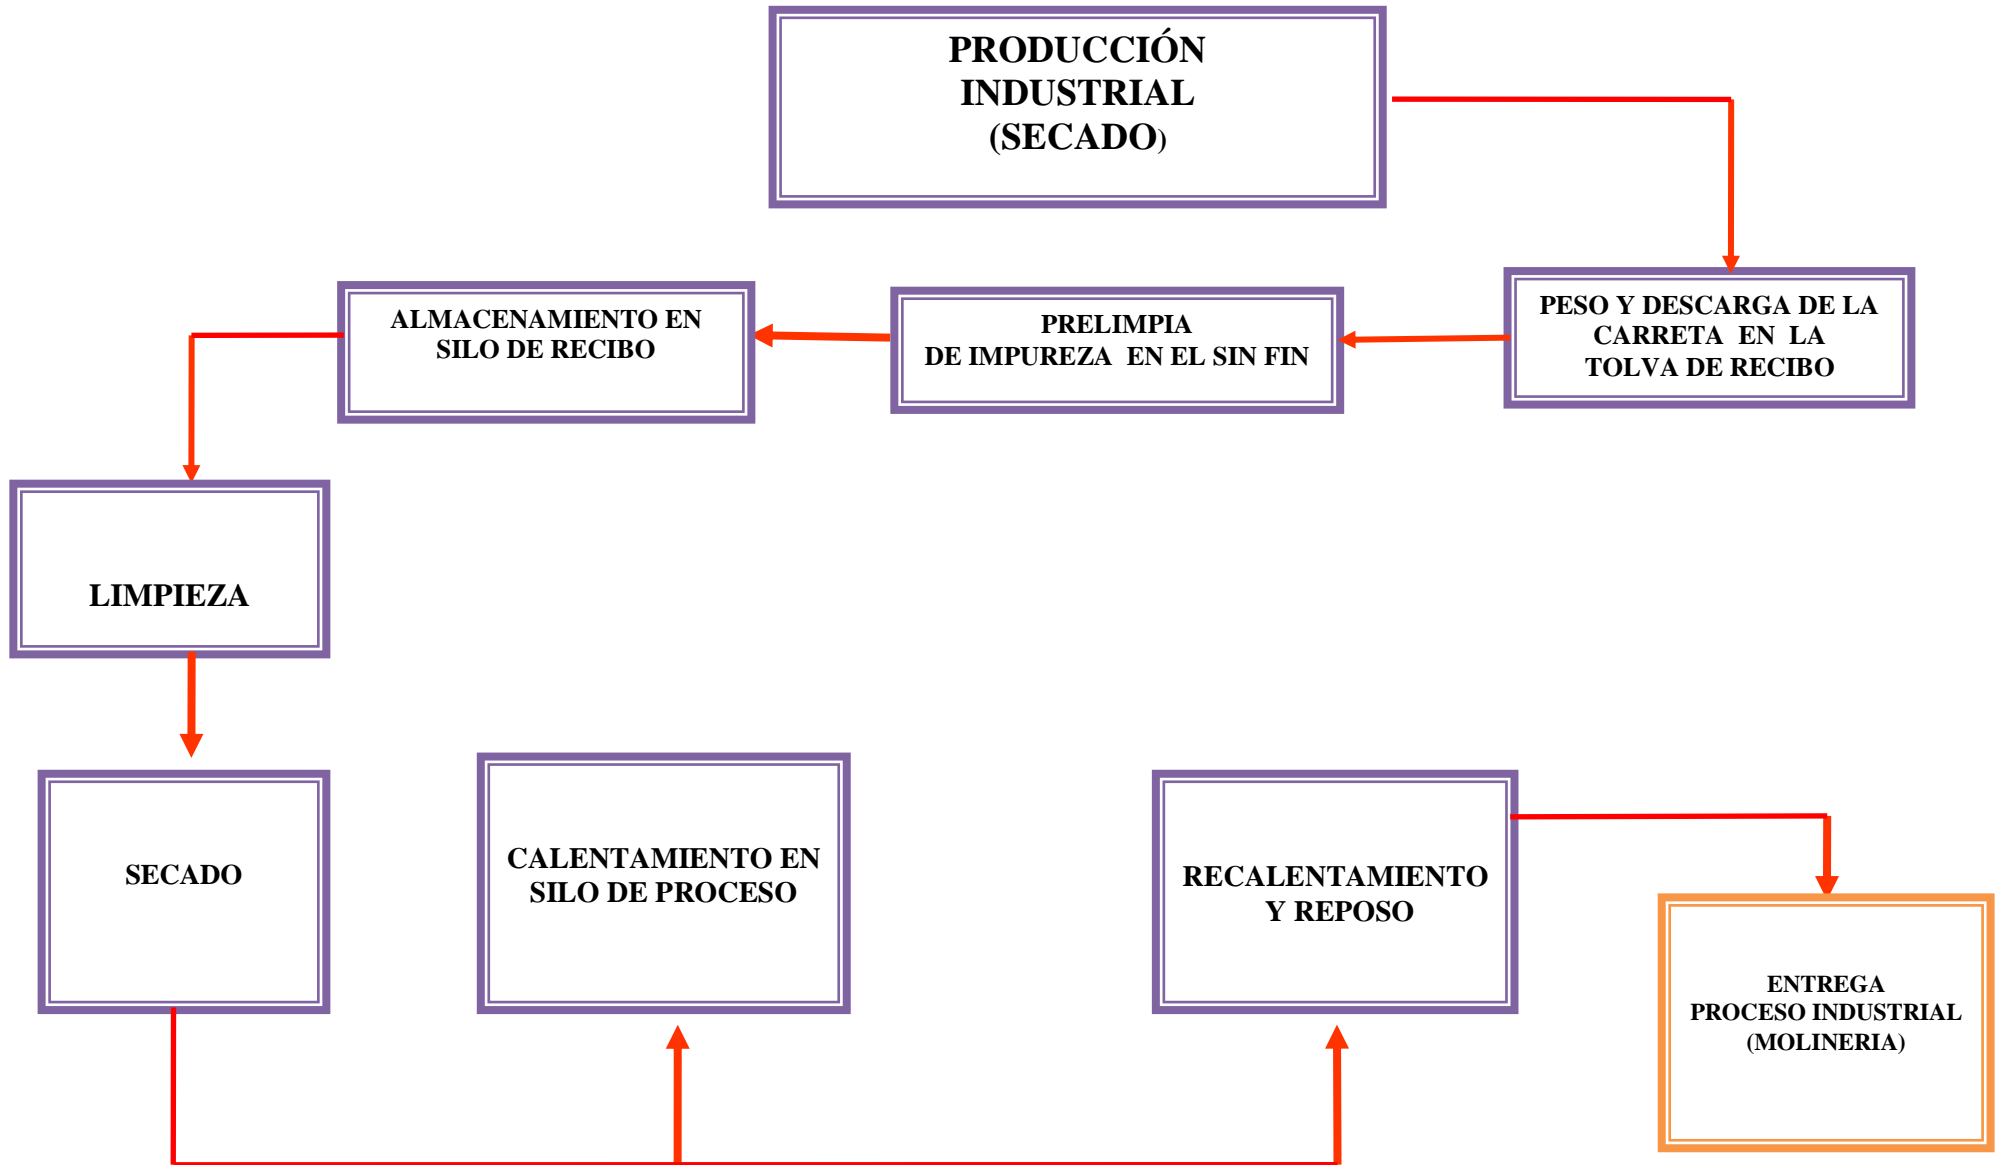 PRODUCCIÓN
INDUSTRIAL
(SECADO)
PESO Y DESCARGA DE LA
CARRETA EN LA
TOLVA DE RECIBO
PRELIMPIA
DE IMPUREZA EN EL SIN FIN
ALMACENAMIENTO EN
SILO DE RECIBO
LIMPIEZA
SECADO
CALENTAMIENTO EN
SILO DE PROCESO
RECALENTAMIENTO
Y REPOSO
ENTREGA
PROCESO INDUSTRIAL
(MOLINERIA)